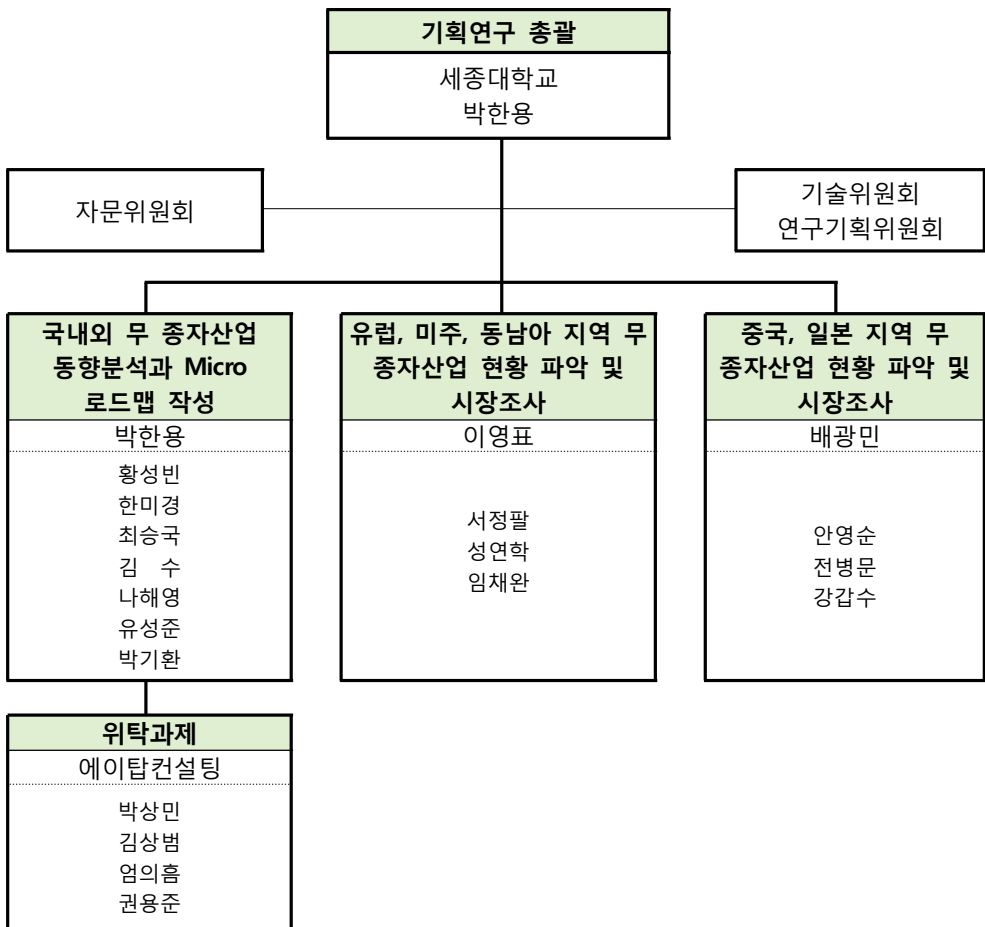 기획연구 총괄
세종대학교
박한용
자문위원회
기술위원회
연구기획위원회
국내외 무 종자산업
동향분석과 Micro
로드맵 작성
박한용
황성빈
한미경
최승국
김 수
나해영
유성준
박기환
유럽, 미주, 동남아 지역 무
종자산업 현황 파악 및
시장조사
이영표
서정팔
성연학
임채완
중국, 일본 지역 무
종자산업 현황 파악 및
시장조사
배광민
안영순
전병문
강갑수
위탁과제
에이탑컨설팅
박상민
김상범
엄의흠
권용준